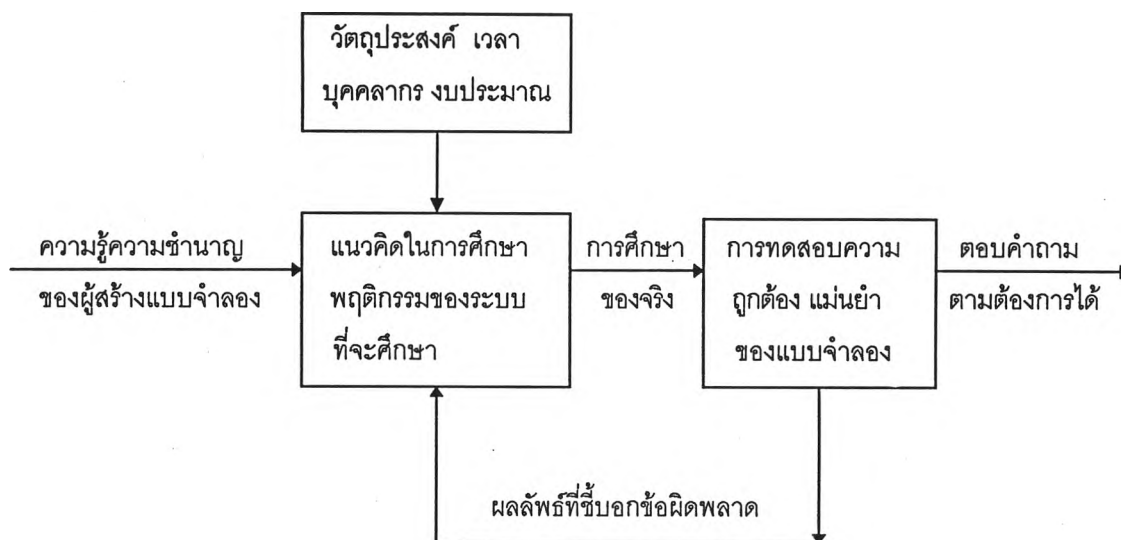 วัตถุประสงค์ เวลา
บุคคลากร งบประมาณ
ความรู้ความชำนาญ
ของผู้สร้างแบบจำลอง
แนวคิดในการศึกษา
พฤติกรรมของระบบ
ที่จะศึกษา
การศึกษา
ของจริง
การทดสอบความ
ถูกต้อง แม่นยำ
ของแบบจำลอง
ตอบคำถาม
ตามต้องการได้
ผลลัพธ์ที่ชี้บอกข้อผิดพลาด